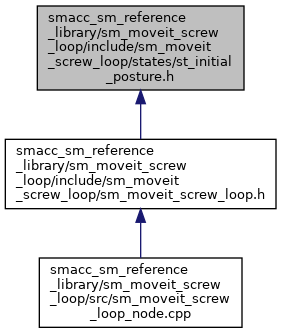 smacc_sm_reference
_library/sm_moveit_screw
_loop/include/sm_moveit
_screw_loop/states/st_initial
_posture.h
smacc_sm_reference
_library/sm_moveit_screw
_loop/include/sm_moveit
_screw_loop/sm_moveit_screw_loop.h
smacc_sm_reference
_library/sm_moveit_screw
_loop/src/sm_moveit_screw
_loop_node.cpp